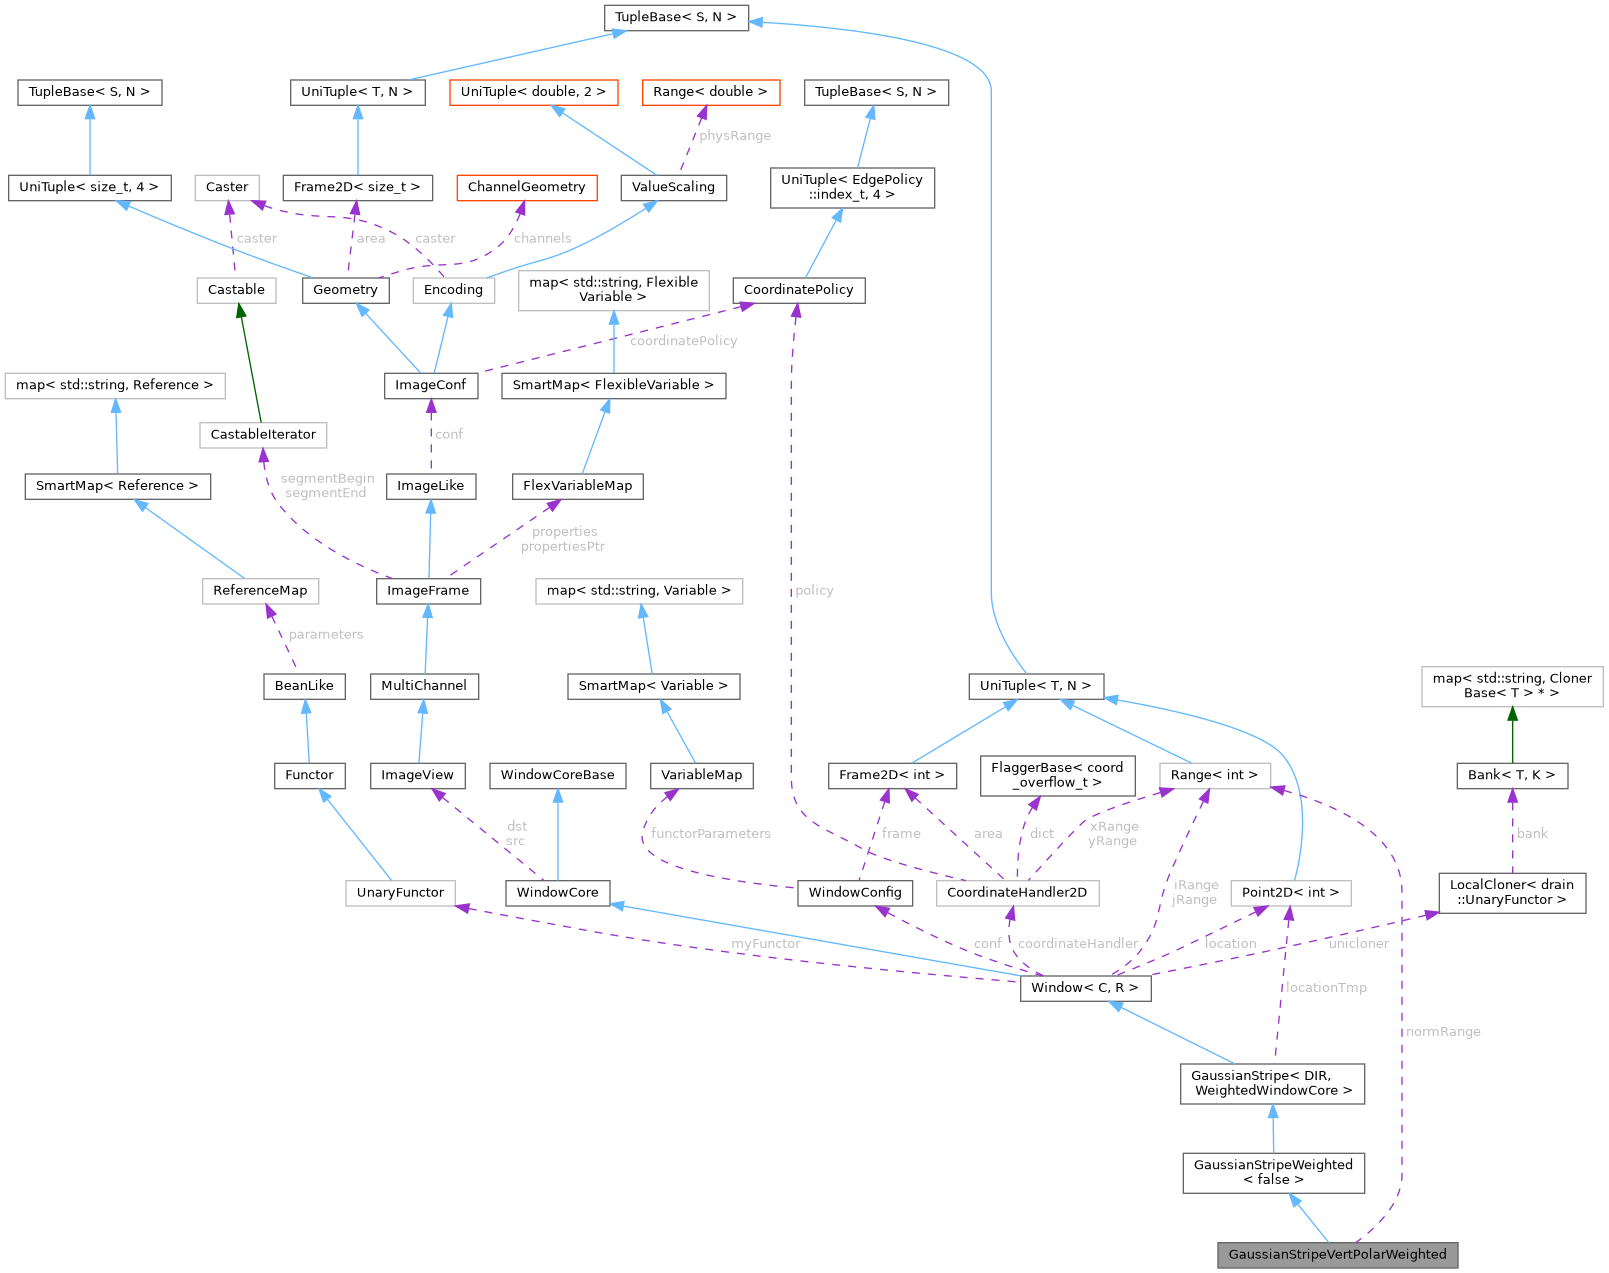 TupleBase< S, N >
TupleBase< S, N >
UniTuple< T, N >
UniTuple< double, 2 >
Range< double >
TupleBase< S, N >
physRange
UniTuple< size_t, 4 >
Caster
Frame2D< size_t >
ChannelGeometry
ValueScaling
UniTuple< EdgePolicy
::index_t, 4 >
caster
area
caster
channels
Castable
Geometry
Encoding
map< std::string, Flexible
Variable >
CoordinatePolicy
coordinatePolicy
map< std::string, Reference >
ImageConf
SmartMap< FlexibleVariable >
CastableIterator
conf
SmartMap< Reference >
segmentBegin
segmentEnd
ImageLike
FlexVariableMap
properties
propertiesPtr
ReferenceMap
ImageFrame
map< std::string, Variable >
policy
parameters
BeanLike
MultiChannel
SmartMap< Variable >
UniTuple< T, N >
map< std::string, Cloner
Base< T > * >
Functor
ImageView
WindowCoreBase
VariableMap
Frame2D< int >
FlaggerBase< coord
_overflow_t >
Range< int >
Bank< T, K >
dst
src
functorParameters
frame
area
dict
xRange
yRange
bank
UnaryFunctor
WindowCore
WindowConfig
CoordinateHandler2D
iRange
jRange
Point2D< int >
LocalCloner< drain
::UnaryFunctor >
myFunctor
conf
coordinateHandler
location
unicloner
Window< C, R >
locationTmp
normRange
GaussianStripe< DIR,
WeightedWindowCore >
GaussianStripeWeighted
< false >
GaussianStripeVertPolarWeighted